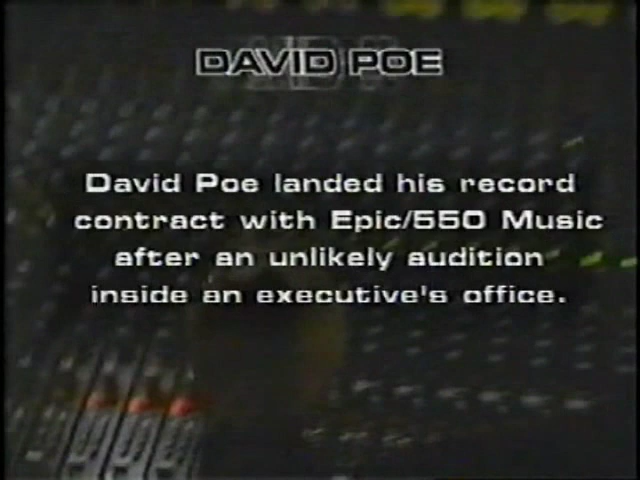 DAVID POE
David Poe landed his record
contract with Epic/550 Music
after an unlikely audition
inside an executive's office.